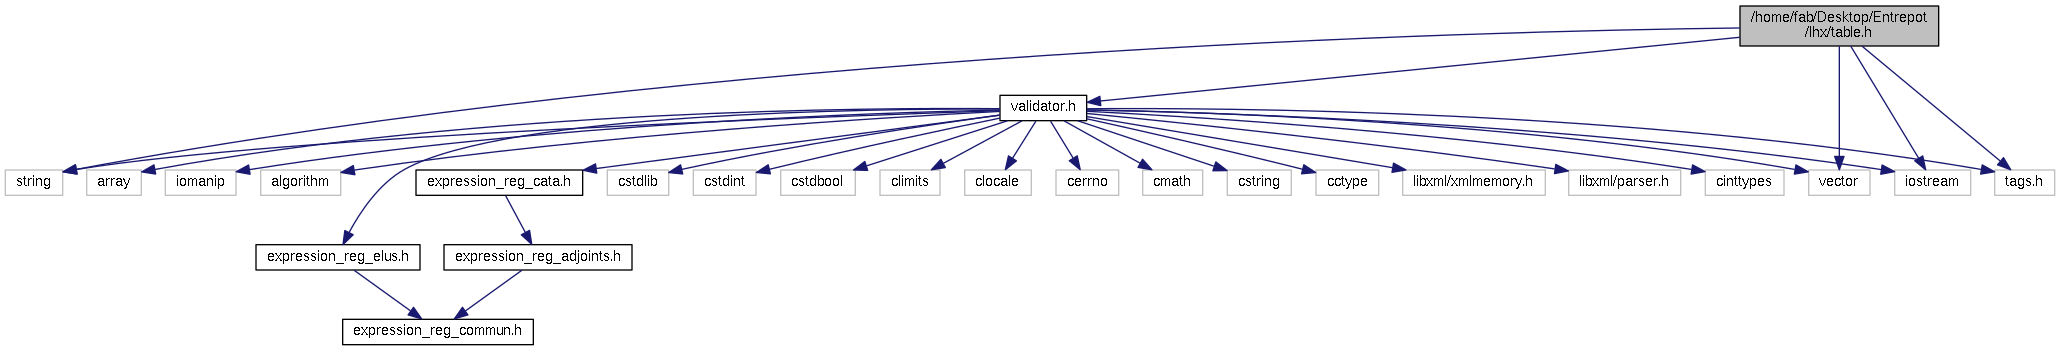 /home/fab/Desktop/Entrepot
/lhx/table.h
validator.h
string
array
iomanip
algorithm
expression_reg_cata.h
cstdlib
cstdint
cstdbool
climits
clocale
cerrno
cmath
cstring
cctype
libxml/xmlmemory.h
libxml/parser.h
cinttypes
vector
iostream
tags.h
expression_reg_elus.h
expression_reg_adjoints.h
expression_reg_commun.h